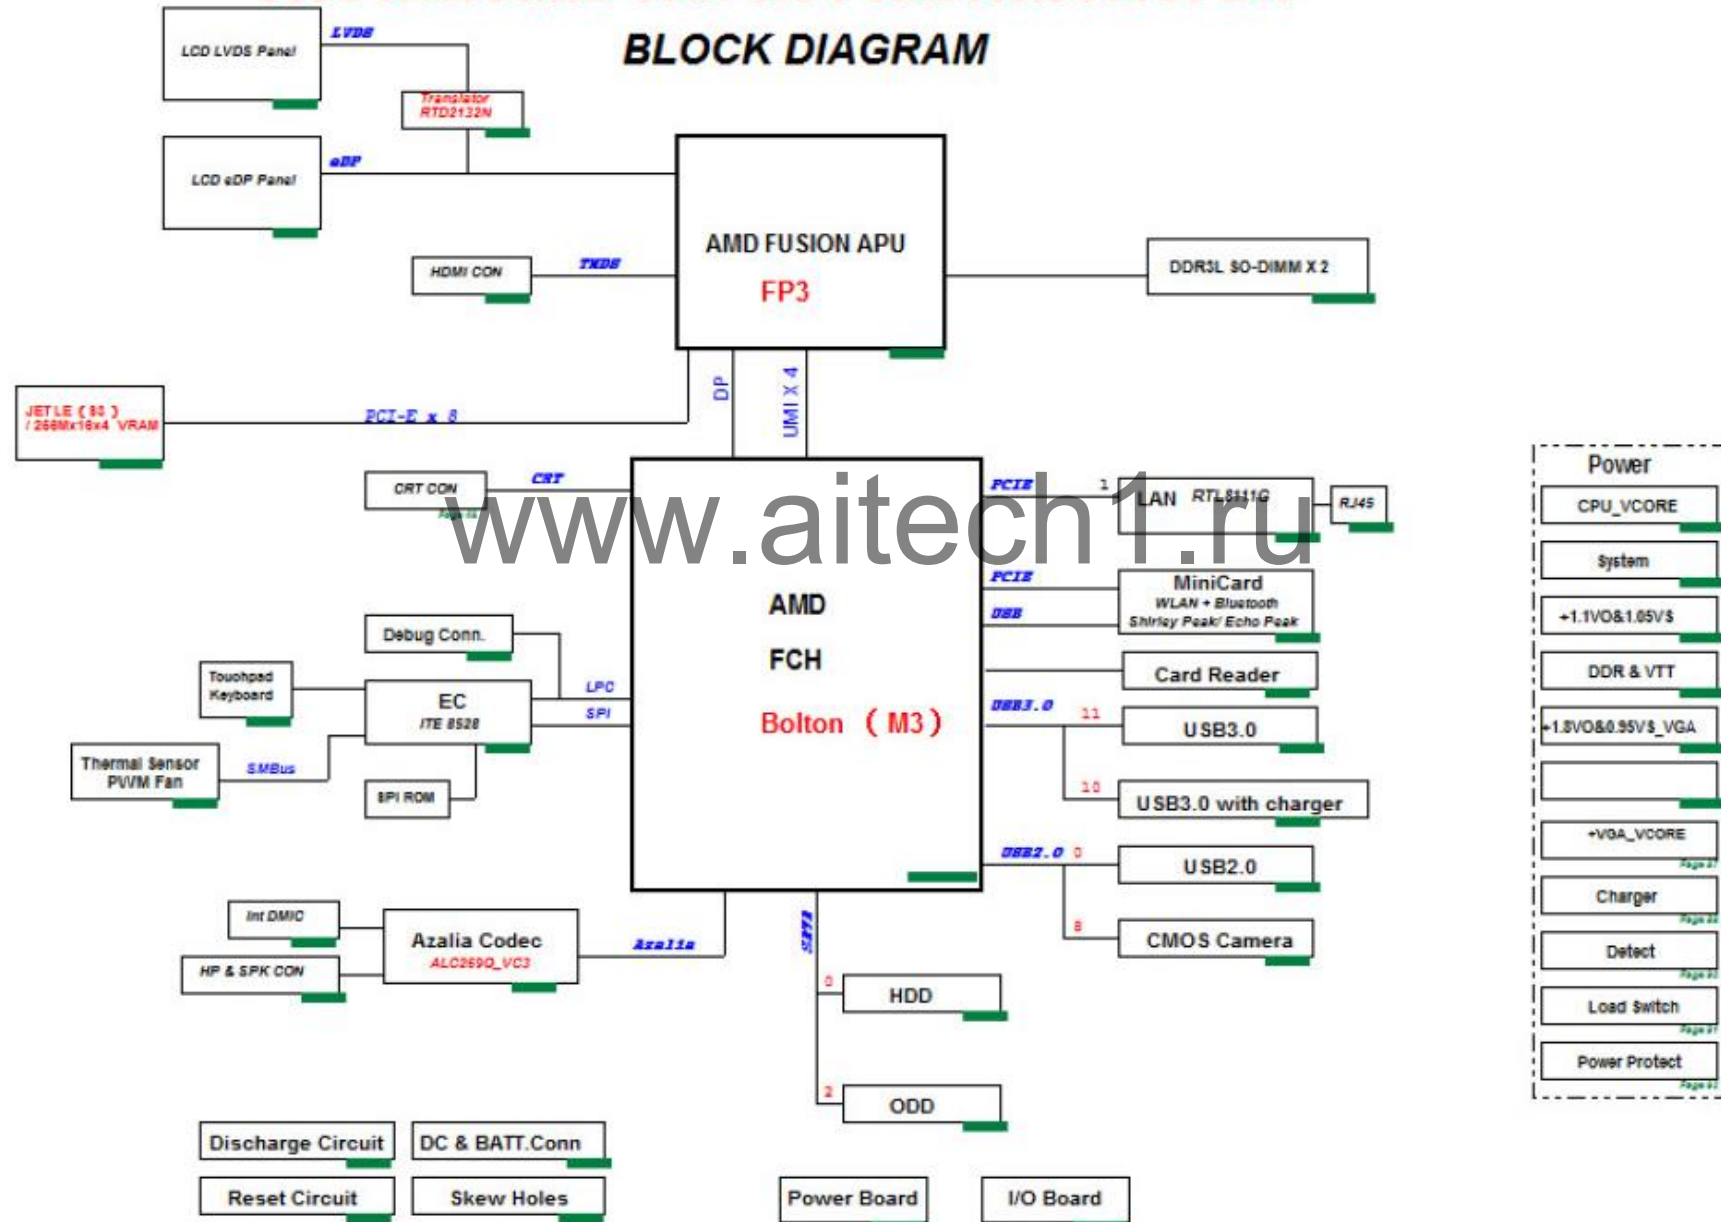 BLOCK DIAGRAM
LCD LVDS Panel
LVDS
Translator
RTD2132N
LCD eDP Panel
eDP
AMD FUSION APU
FP3
HDMI CON
TMDS
DDR3L SO-DIMM X 2
DP
UMI X 4
JET LE ( S3 )
/ 256Mx16x4 VRAM
PCI-E x 8
CRT CON
CRT
www.aitech1.ru
AMD
FCH
Bolton ( M3 )
PCIE
1
LAN RTL8111G
RJ45
PCIE
USB
MiniCard
WLAN + Bluetooth
Shirley Peak/ Echo Peak
Debug Conn.
Card Reader
Touchpad
Keyboard
EC
ITE 8528
LPC
SPI
USB3.0
11
USB3.0
Thermal Sensor
PWM Fan
SMBus
SPI ROM
10
USB3.0 with charger
USB2.0
0
USB2.0
8
CMOS Camera
Int DMIC
HP & SPK CON
Azalia Codec
ALC269Q_VC3
Azalia
SATA
0
HDD
2
ODD
Discharge Circuit
DC & BATT.Conn
Reset Circuit
Skew Holes
Power Board
I/O Board
Power
CPU_VCORE
System
+1.1VO&1.05VS
DDR & VTT
+1.8VO&0.95VS_VGA
+VGA_VCORE
Charger
Detect
Load Switch
Power Protect